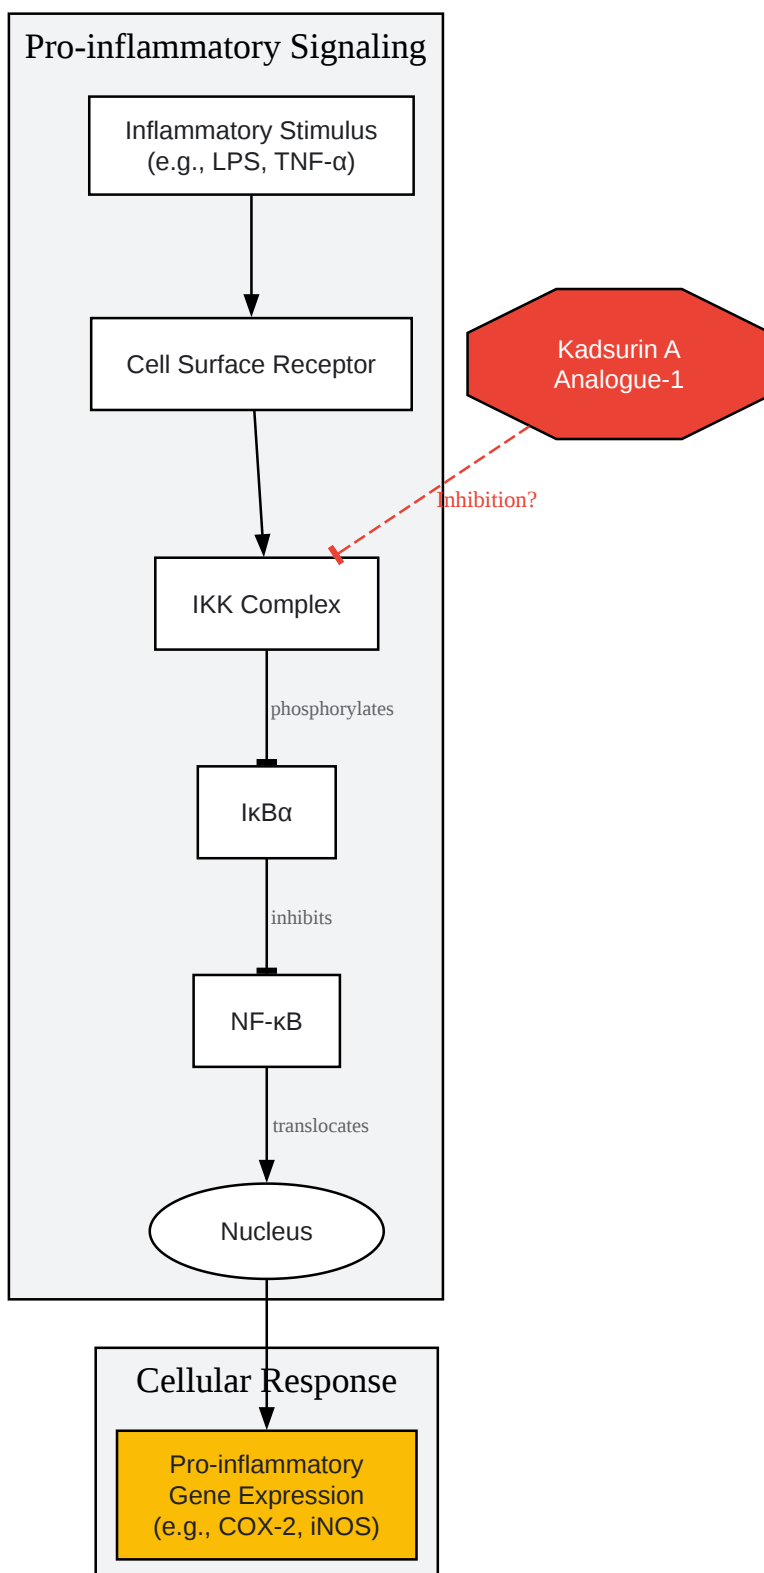 Pro-inflammatory Signaling
Inflammatory Stimulus
(e.g., LPS, TNF-α)
Cell Surface Receptor
Kadsurin A
Analogue-1
Inhibition?
IKK Complex
phosphorylates
IκBα
inhibits
NF-κB
translocates
Nucleus
Cellular Response
Pro-inflammatory
Gene Expression
(e.g., COX-2, iNOS)